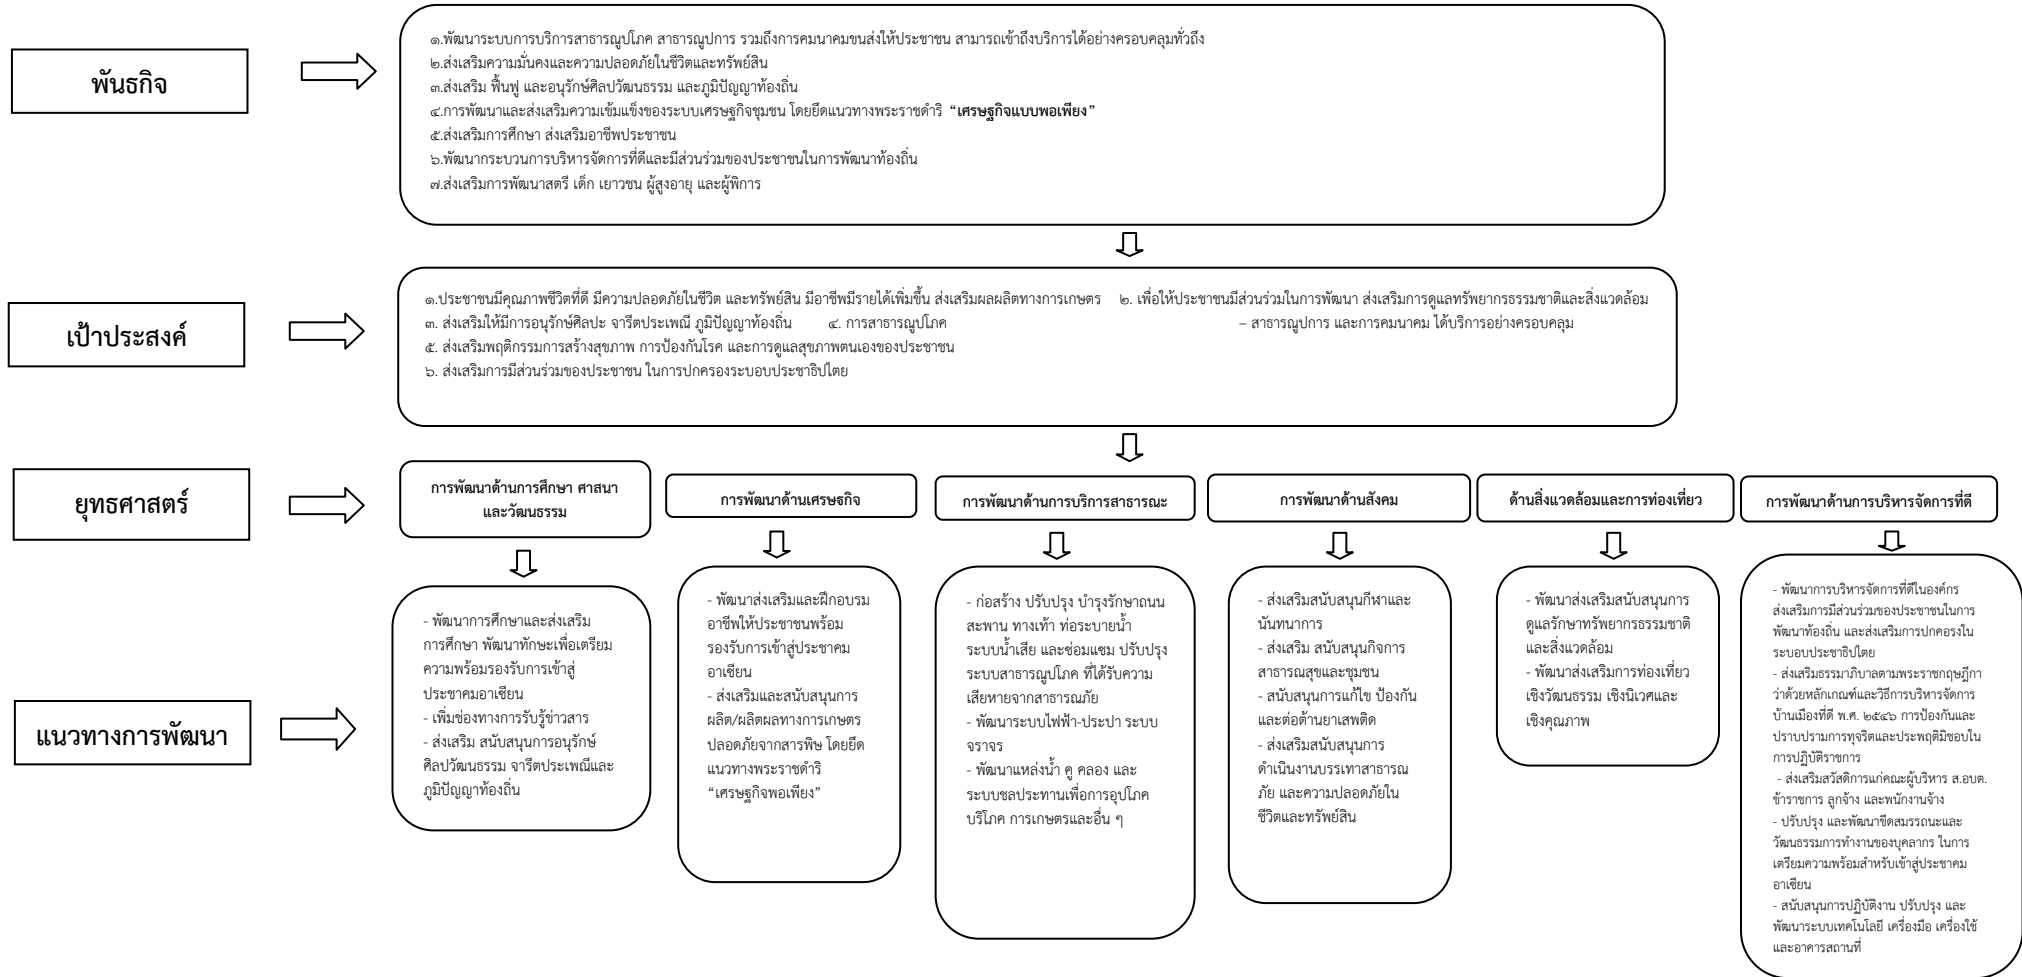 พันธกิจ
๑.พัฒนาระบบการบริการสาธารณูปโภค สาธารณูปการ รวมถึงการคมนาคมขนส่งให้ประชาชน สามารถเข้าถึงบริการได้อย่างครอบคลุมทั่วถึง
๒.ส่งเสริมความมั่นคงและความปลอดภัยในชีวิตและทรัพย์สิน
๓.ส่งเสริม ฟื้นฟู และอนุรักษ์ศิลปวัฒนธรรม และภูมิปัญญาท้องถิ่น
๔.การพัฒนาและส่งเสริมความเข้มแข็งของระบบเศรษฐกิจชุมชน โดยยึดแนวทางพระราชดำริ “เศรษฐกิจแบบพอเพียง”
๕.ส่งเสริมการศึกษา ส่งเสริมอาชีพประชาชน
๖.พัฒนากระบวนการบริหารจัดการที่ดีและมีส่วนร่วมของประชาชนในการพัฒนาท้องถิ่น
๗.ส่งเสริมการพัฒนาสตรี เด็ก เยาวชน ผู้สูงอายุ และผู้พิการ
เป้าประสงค์
๑.ประชาชนมีคุณภาพชีวิตที่ดี มีความปลอดภัยในชีวิต และทรัพย์สิน มีอาชีพมีรายได้เพิ่มขึ้น ส่งเสริมผลผลิตทางการเกษตร ๒. เพื่อให้ประชาชนมีส่วนร่วมในการพัฒนา ส่งเสริมการดูแลทรัพยากรธรรมชาติและสิ่งแวดล้อม
๓. ส่งเสริมให้มีการอนุรักษ์ศิลปะ จารีตประเพณี ภูมิปัญญาท้องถิ่น ๔. การสาธารณูปโภค – สาธารณูปการ และการคมนาคม ได้บริการอย่างครอบคลุม
๕. ส่งเสริมพฤติกรรมการสร้างสุขภาพ การป้องกันโรค และการดูแลสุขภาพตนเองของประชาชน
๖. ส่งเสริมการมีส่วนร่วมของประชาชน ในการปกครองระบอบประชาธิปไตย
ยุทธศาสตร์
การพัฒนาด้านการศึกษา ศาสนา
และวัฒนธรรม
การพัฒนาด้านเศรษฐกิจ
การพัฒนาด้านการบริการสาธารณะ
การพัฒนาด้านสังคม
ด้านสิ่งแวดล้อมและการท่องเที่ยว
การพัฒนาด้านการบริหารจัดการที่ดี
แนวทางการพัฒนา
- พัฒนาการศึกษาและส่งเสริม
การศึกษา พัฒนาทักษะเพื่อเตรียม
ความพร้อมรองรับการเข้าสู่
ประชาคมอาเซียน
- เพิ่มช่องทางการรับรู้ข่าวสาร
- ส่งเสริม สนับสนุนการอนุรักษ์
ศิลปวัฒนธรรม จารีตประเพณีและ
ภูมิปัญญาท้องถิ่น
- พัฒนาส่งเสริมและฝึกอบรม
อาชีพให้ประชาชนพร้อม
รองรับการเข้าสู่ประชาคม
อาเซียน
- ส่งเสริมและสนับสนุนการ
ผลิต/ผลิตผลทางการเกษตร
ปลอดภัยจากสารพิษ โดยยึด
แนวทางพระราชดำริ
“เศรษฐกิจพอเพียง”
- ก่อสร้าง ปรับปรุง บำรุงรักษาถนน
สะพาน ทางเท้า ท่อระบายน้ำ
ระบบน้ำเสีย และซ่อมแซม ปรับปรุง
ระบบสาธารณูปโภค ที่ได้รับความ
เสียหายจากสาธารณภัย
- พัฒนาระบบไฟฟ้า-ประปา ระบบ
จราจร
- พัฒนาแหล่งน้ำ คู คลอง และ
ระบบชลประทานเพื่อการอุปโภค
บริโภค การเกษตรและอื่น ๆ
- ส่งเสริมสนับสนุนกีฬาและ
นันทนาการ
- ส่งเสริม สนับสนุนกิจการ
สาธารณสุขและชุมชน
- สนับสนุนการแก้ไข ป้องกัน
และต่อต้านยาเสพติด
- ส่งเสริมสนับสนุนการ
ดำเนินงานบรรเทาสาธารณ
ภัย และความปลอดภัยใน
ชีวิตและทรัพย์สิน
- พัฒนาส่งเสริมสนับสนุนการ
ดูแลรักษาทรัพยากรธรรมชาติ
และสิ่งแวดล้อม
- พัฒนาส่งเสริมการท่องเที่ยว
เชิงวัฒนธรรม เชิงนิเวศและ
เชิงคุณภาพ
- พัฒนาการบริหารจัดการที่ดีในองค์กร
ส่งเสริมการมีส่วนร่วมของประชาชนในการ
พัฒนาท้องถิ่น และส่งเสริมการปกคอรงใน
ระบอบประชาธิปไตย
- ส่งเสริมธรรมาภิบาลตามพระราชกฤษฎีกา
ว่าด้วยหลักเกณฑ์และวิธีการบริหารจัดการ
บ้านเมืองที่ดี พ.ศ. ๒๕๔๖ การป้องกันและ
ปราบปรามการทุจริตและประพฤติมิชอบใน
การปฏิบัติราชการ
- ส่งเสริมสวัสดิการแก่คณะผู้บริหาร ส.อบต.
ข้าราชการ ลูกจ้าง และพนักงานจ้าง
- ปรับปรุง และพัฒนาขีดสมรรถนะและ
วัฒนธรรมการทำงานของบุคลากร ในการ
เตรียมความพร้อมสำหรับเข้าสู่ประชาคม
อาเซียน
- สนับสนุนการปฏิบัติงาน ปรับปรุง และ
พัฒนาระบบเทคโนโลยี เครื่องมือ เครื่องใช้
และอาคารสถานที่